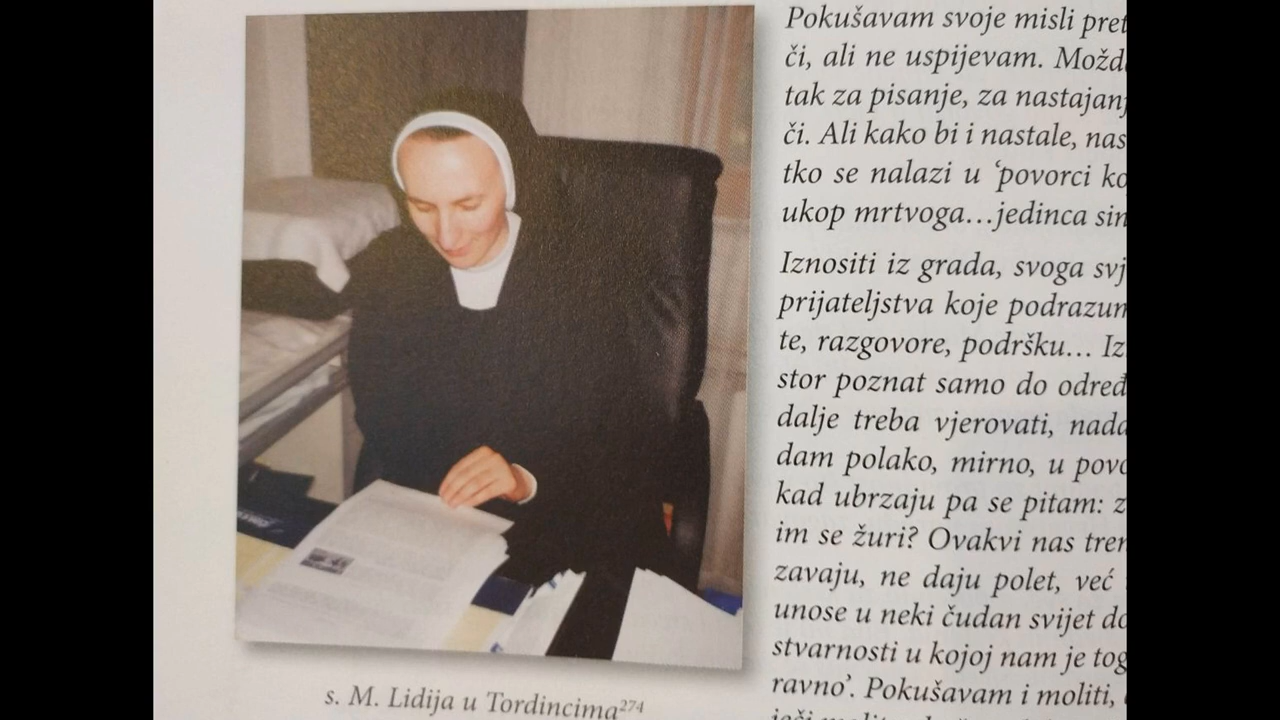 Pokušavam svoje misli pret
či, ali ne uspijevam. Možd
tak za pisanje, za nastajanj
či. Ali kako bi i nastale, nas
tko se nalazi u ‘povorci ko
ukop mrtvoga…jedinca sin
Iznositi iz grada, svoga svj
prijateljstva koje podrazum
te, razgovore, podršku… Iz
stor poznat samo do određ
dalje treba vjerovati, nada
dam polako, mirno, u povo
kad ubrzaju pa se pitam: z
im se žuri? Ovakvi nas tren
zavaju, ne daju polet, već
unose u neki čudan svijet do
stvarnosti u kojoj nam je tog
ravno’. Pokušavam i moliti,
s. M. Lidija u Tordincima274